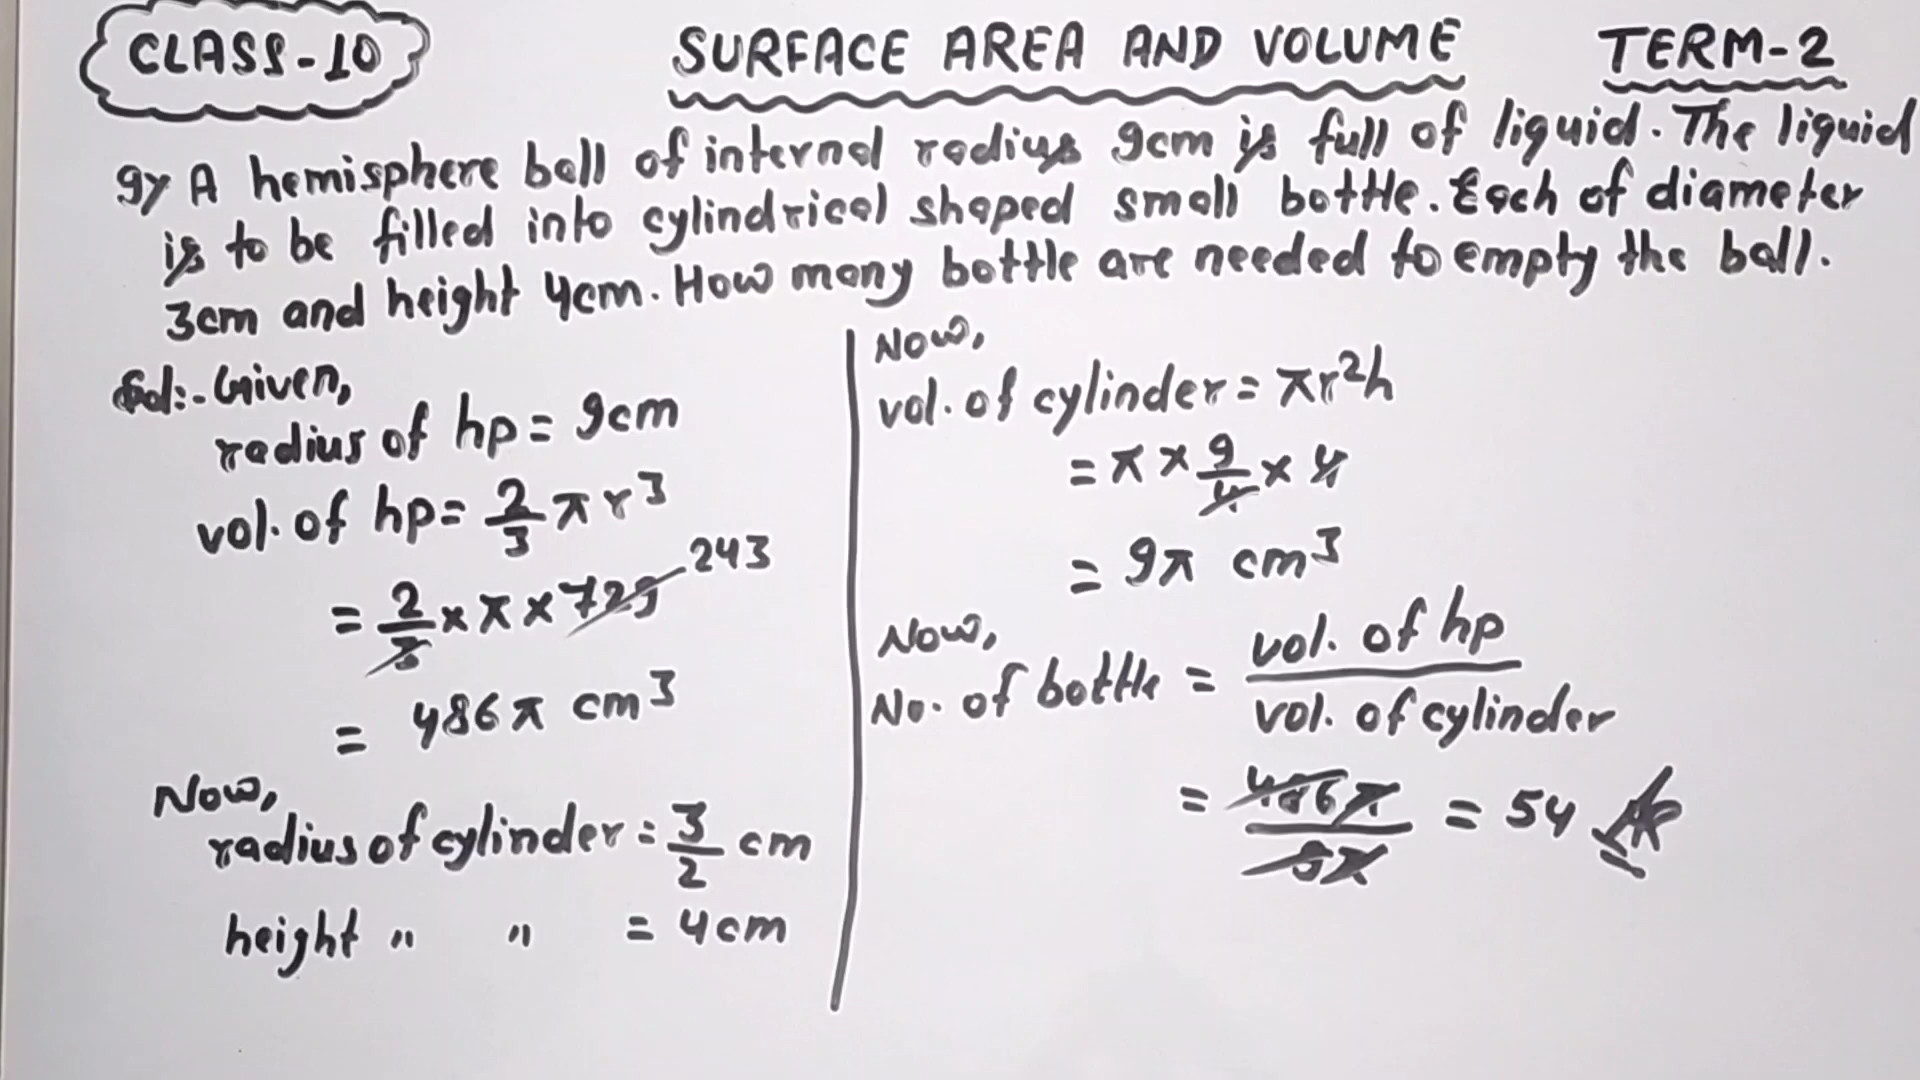 CLASS-10
SURFACE AREA AND VOLUME
TERM-2
9) A hemisphere ball of internal radius 9cm is full of liquid. The liquid
is to be filled into cylindrical shaped small bottle. Each of diameter
3cm and height 4cm. How many bottle are needed to empty the ball.
Sol:- Given,
radius of hp = 9cm
vol. of hp = 2/3 πr³
= 2/3 × π × 729 243
= 486π cm³
Now,
radius of cylinder = 3/2 cm
height " " = 4cm
Now,
vol. of cylinder = πr²h
= π × 9/4 × 4
= 9π cm³
Now,
No. of bottle = vol. of hp / vol. of cylinder
= 486π / 9π = 54